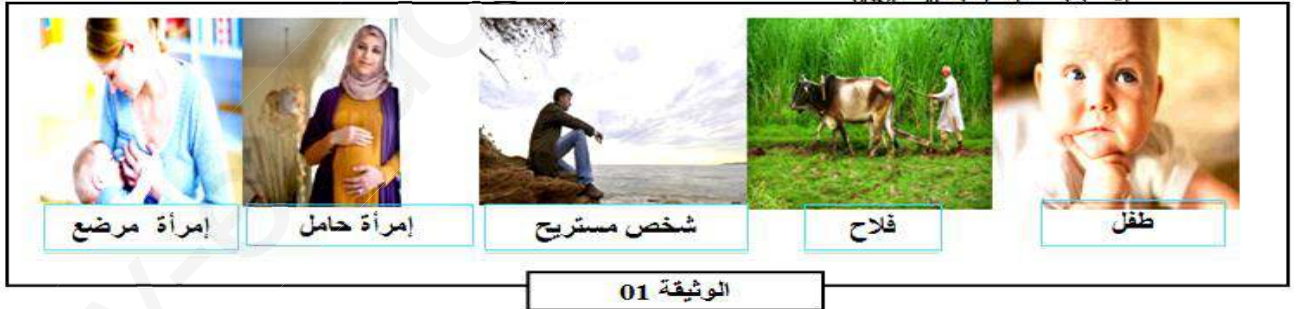 طفل
فلاح
شخص مستريح
إمرأة حامل
إمرأة مرضع
الوثيقة 01